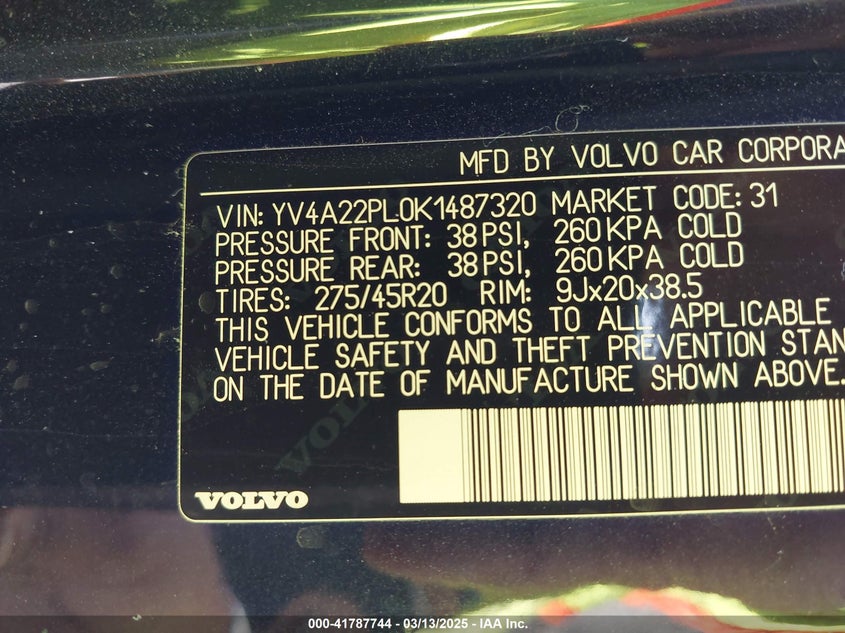 MFD BY VOLVO CAR CORPORA
VIN: YV4A22PL0K1487320 MARKET CODE: 31
PRESSURE FRONT: 38 PSI, 260 KPA COLD
PRESSURE REAR: 38 PSI, 260 KPA COLD
TIRES: 275/45R20 RIM: 9Jx20x38.5
THIS VEHICLE CONFORMS TO ALL APPLICABLE
VEHICLE SAFETY AND THEFT PREVENTION STAN
ON THE DATE OF MANUFACTURE SHOWN ABOVE.
VOLVO
VOLVO
000-41787744 — 03/13/2025 — IAA Inc.